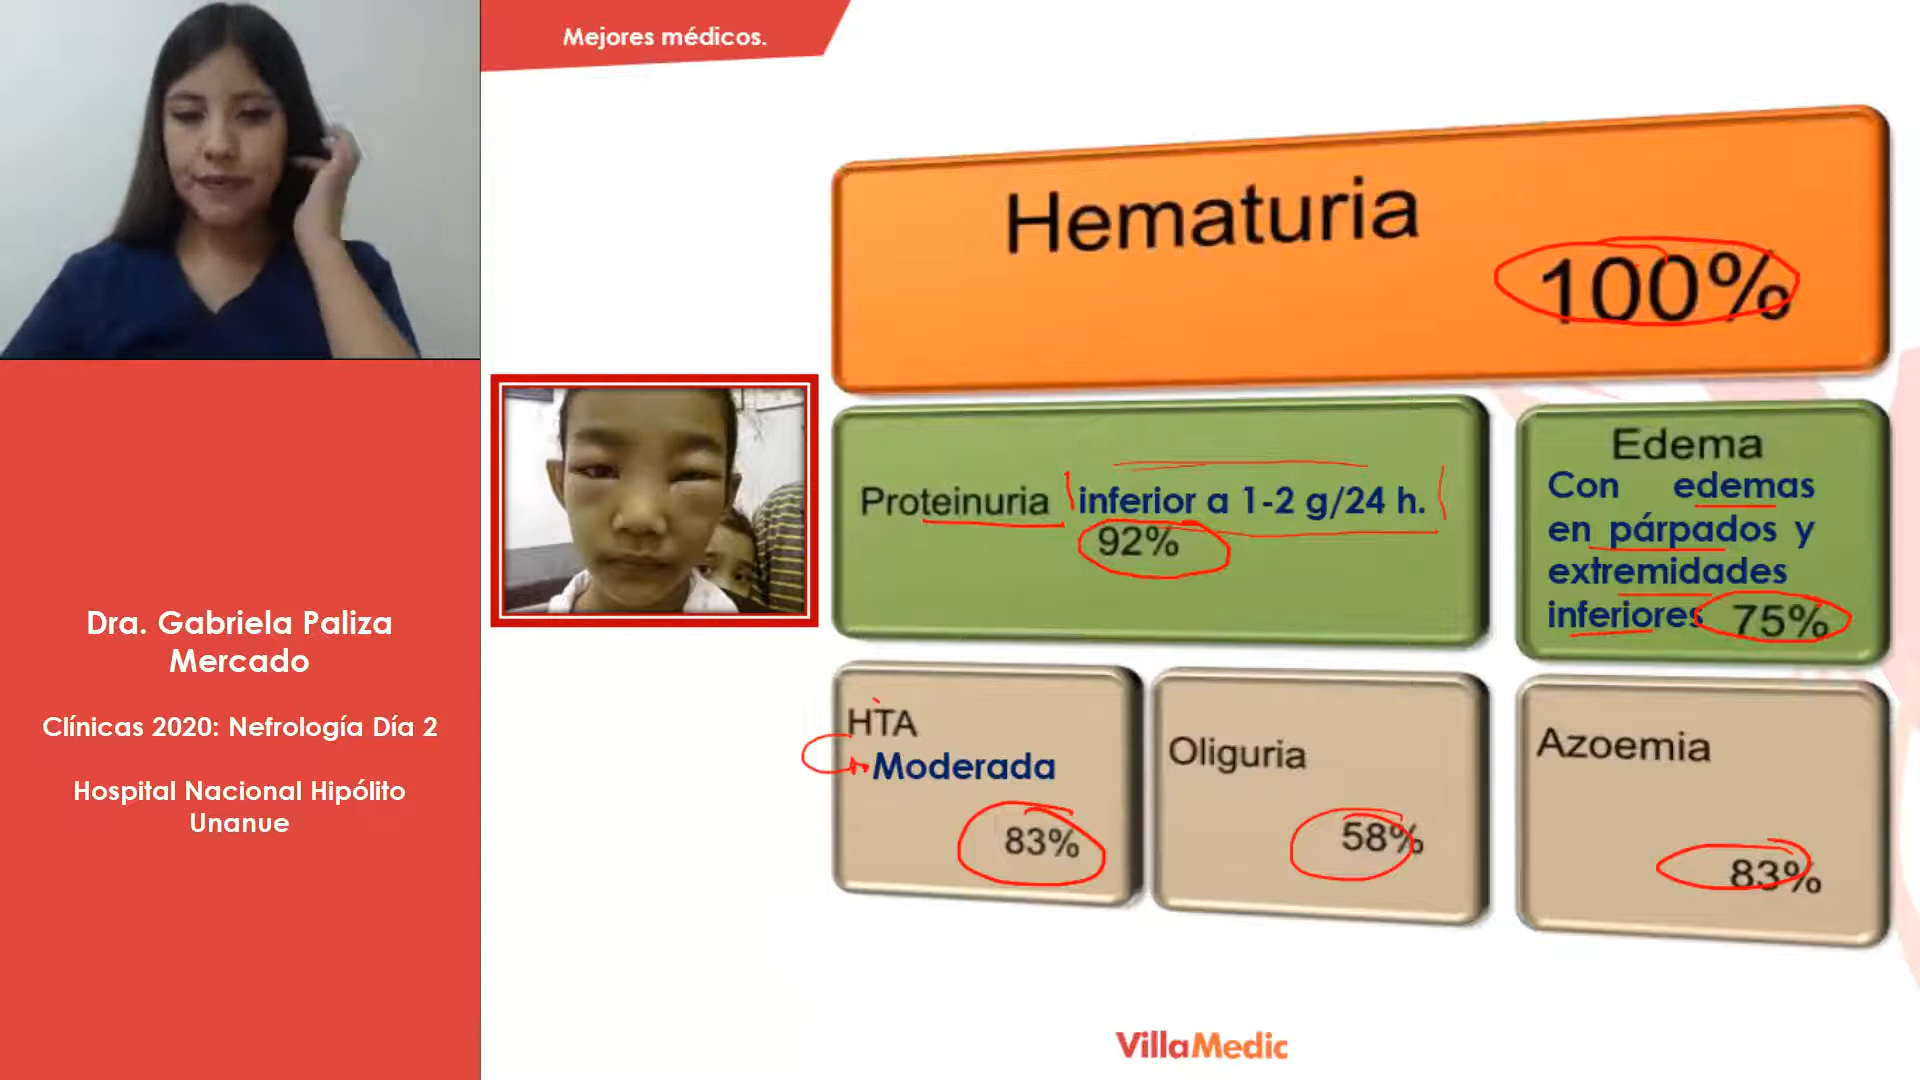 Mejores médicos.
Hematuria
100%
Proteinuria inferior a 1-2 g/24 h.
92%
Edema
Con edemas
en párpados y
extremidades
inferiores 75%
HTA
Moderada
83%
Oliguria
58%
Azoemia
83%
Dra. Gabriela Paliza
Mercado
Clínicas 2020: Nefrología Día 2
Hospital Nacional Hipólito
Unanue
VillaMedic